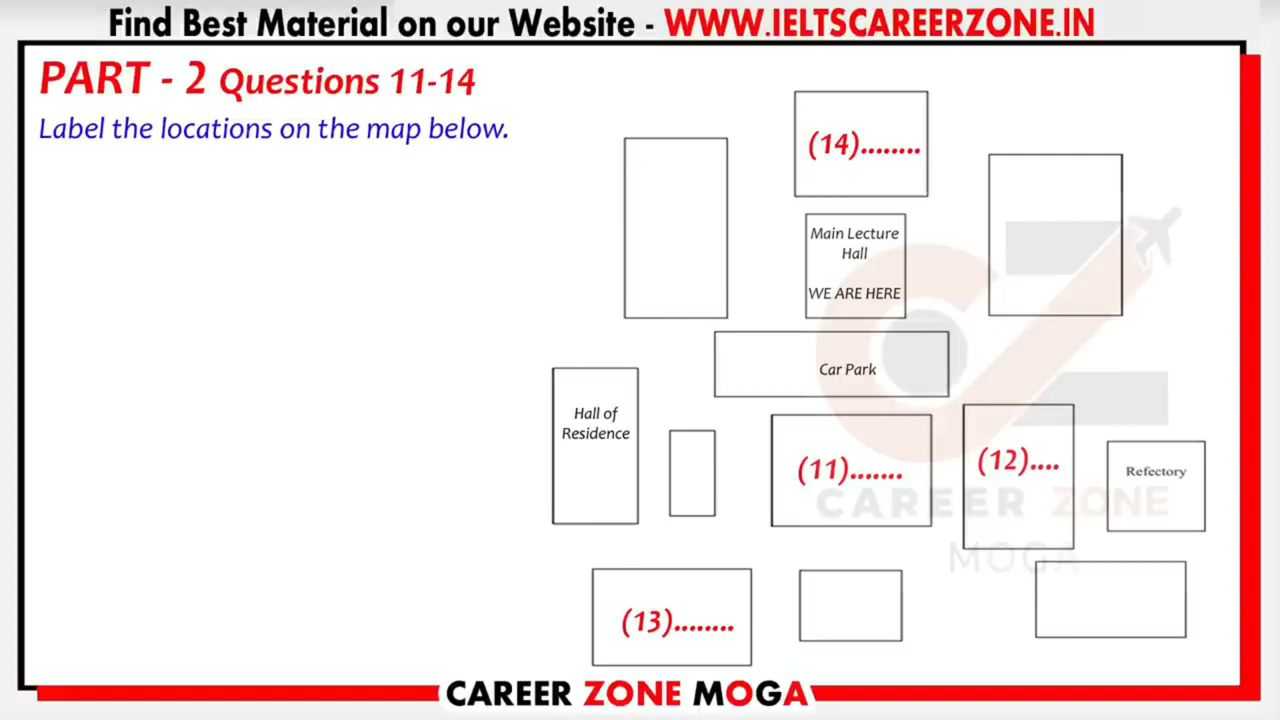 Find Best Material on our Website - WWW.IELTSCAREERZONE.IN
PART - 2 Questions 11-14
Label the locations on the map below.
(14)........
Main Lecture
Hall
WE ARE HERE
Car Park
Hall of
Residence
(11).......
(12)....
Refectory
CAREER ZONE
MOGA
(13)........
CAREER ZONE MOGA